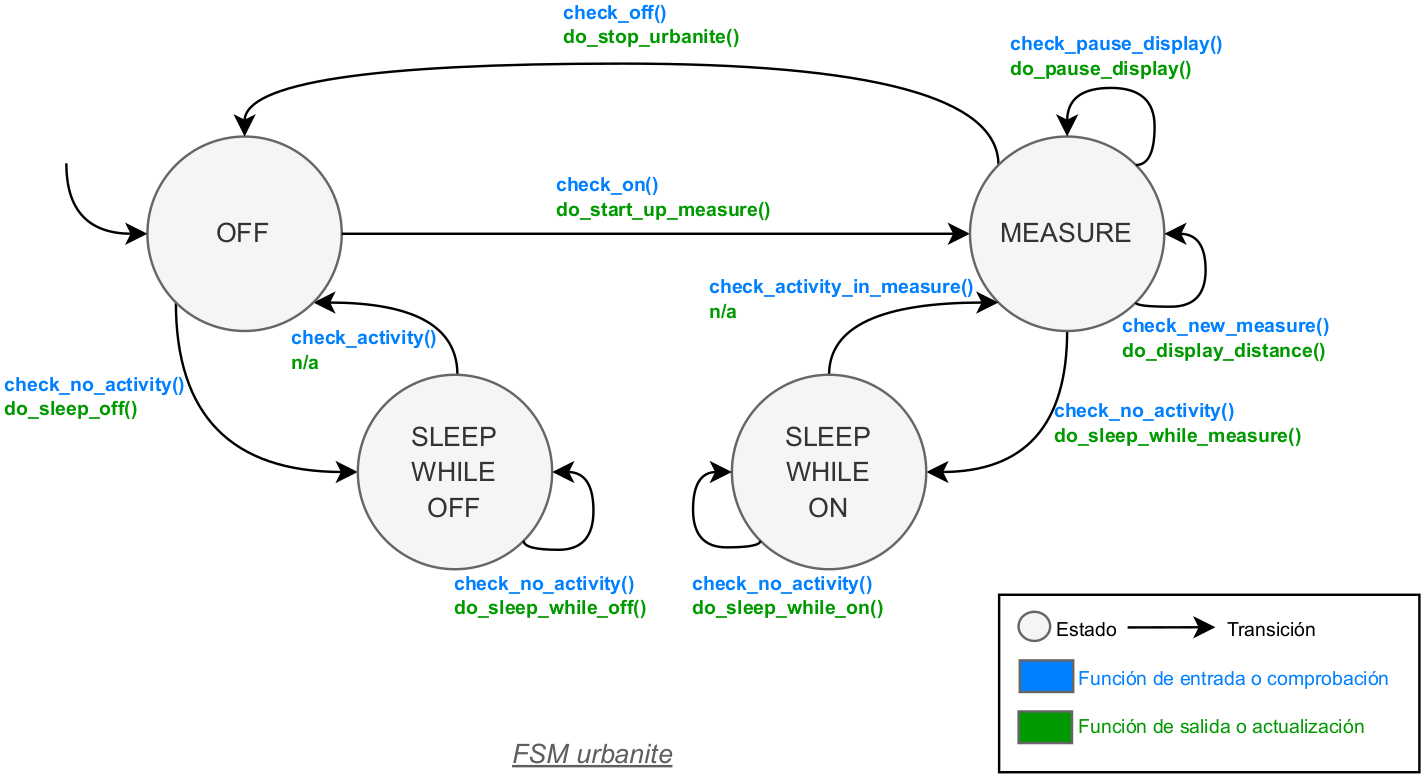 check_off()
do_stop_urbanite()
check_pause_display()
do_pause_display()
check_on()
do_start_up_measure()
OFF
MEASURE
check_activity_in_measure()
n/a
check_activity()
n/a
check_new_measure()
do_display_distance()
check_no_activity()
do_sleep_off()
check_no_activity()
do_sleep_while_measure()
SLEEP
WHILE
OFF
SLEEP
WHILE
ON
check_no_activity()
do_sleep_while_off()
check_no_activity()
do_sleep_while_on()
Estado
Transición
Función de entrada o comprobación
Función de salida o actualización
FSM urbanite